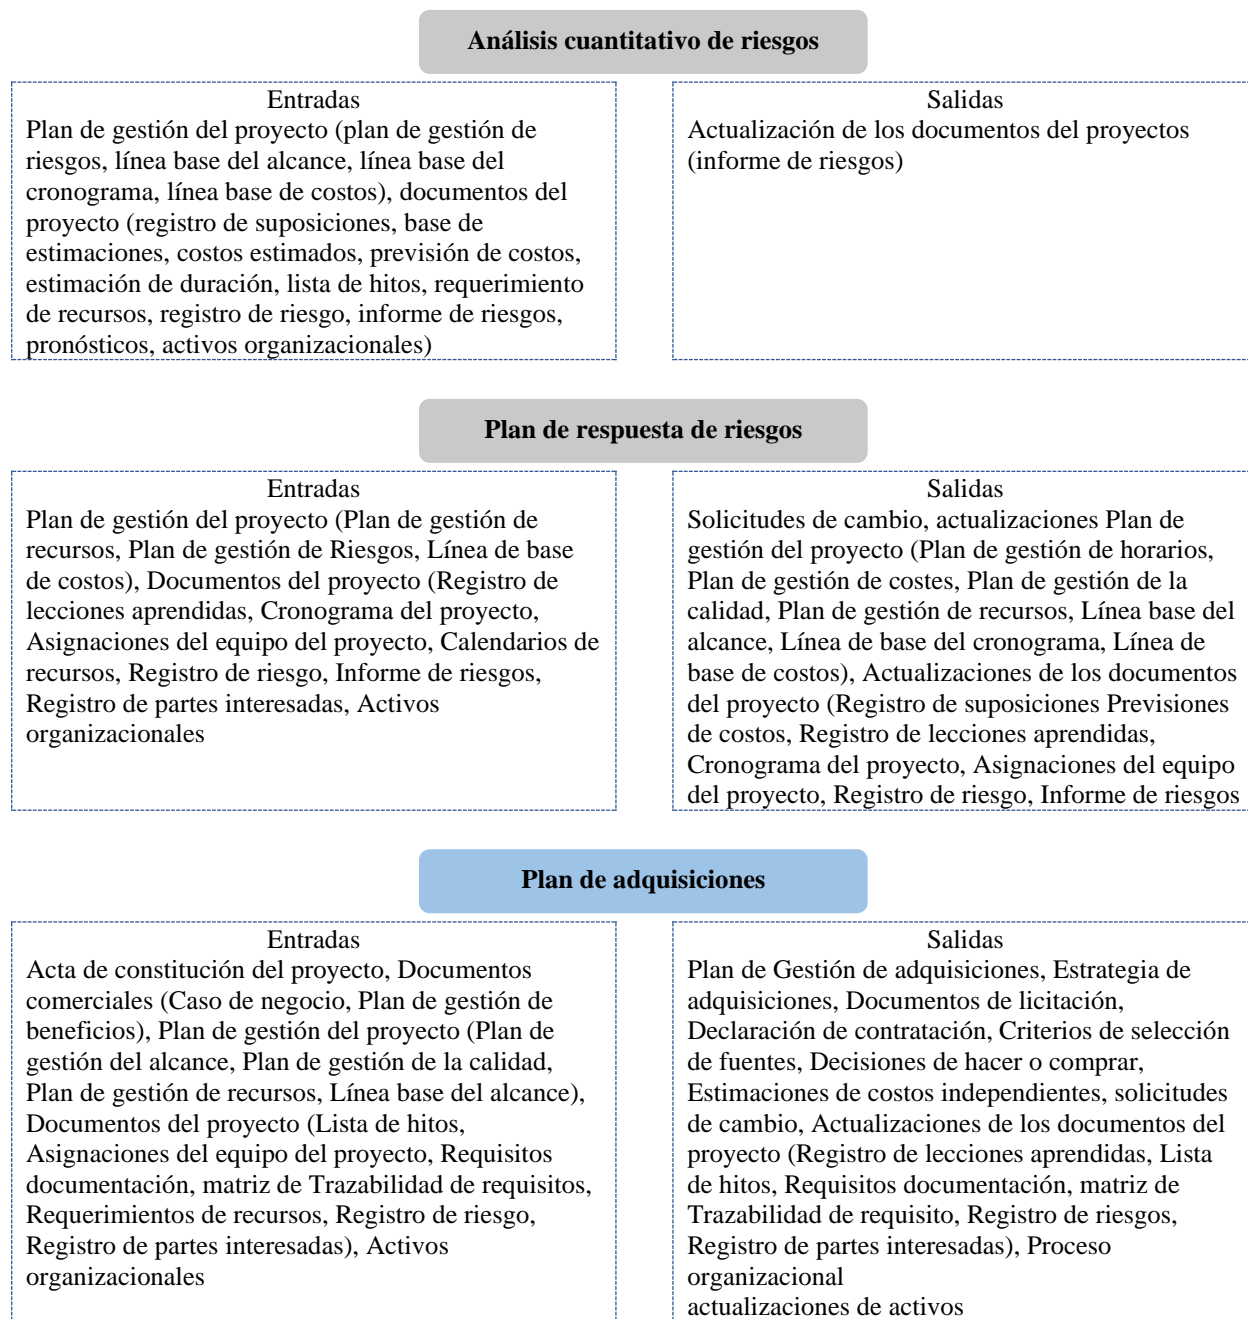 Análisis cuantitativo de riesgos
Entradas
Plan de gestión del proyecto (plan de gestión de
riesgos, línea base del alcance, línea base del
cronograma, línea base de costos), documentos del
proyecto (registro de suposiciones, base de
estimaciones, costos estimados, previsión de costos,
estimación de duración, lista de hitos, requerimiento
de recursos, registro de riesgo, informe de riesgos,
pronósticos, activos organizacionales)
Salidas
Actualización de los documentos del proyectos
(informe de riesgos)
Plan de respuesta de riesgos
Entradas
Plan de gestión del proyecto (Plan de gestión de
recursos, Plan de gestión de Riesgos, Línea de base
de costos), Documentos del proyecto (Registro de
lecciones aprendidas, Cronograma del proyecto,
Asignaciones del equipo del proyecto, Calendarios de
recursos, Registro de riesgo, Informe de riesgos,
Registro de partes interesadas, Activos
organizacionales
Salidas
Solicitudes de cambio, actualizaciones Plan de
gestión del proyecto (Plan de gestión de horarios,
Plan de gestión de costes, Plan de gestión de la
calidad, Plan de gestión de recursos, Línea base del
alcance, Línea de base del cronograma, Línea de
base de costos), Actualizaciones de los documentos
del proyecto (Registro de suposiciones Previsiones
de costos, Registro de lecciones aprendidas,
Cronograma del proyecto, Asignaciones del equipo
del proyecto, Registro de riesgo, Informe de riesgos
Plan de adquisiciones
Entradas
Acta de constitución del proyecto, Documentos
comerciales (Caso de negocio, Plan de gestión de
beneficios), Plan de gestión del proyecto (Plan de
gestión del alcance, Plan de gestión de la calidad,
Plan de gestión de recursos, Línea base del alcance),
Documentos del proyecto (Lista de hitos,
Asignaciones del equipo del proyecto, Requisitos
documentación, matriz de Trazabilidad de requisitos,
Requerimientos de recursos, Registro de riesgo,
Registro de partes interesadas), Activos
organizacionales
Salidas
Plan de Gestión de adquisiciones, Estrategia de
adquisiciones, Documentos de licitación,
Declaración de contratación, Criterios de selección
de fuentes, Decisiones de hacer o comprar,
Estimaciones de costos independientes, solicitudes
de cambio, Actualizaciones de los documentos del
proyecto (Registro de lecciones aprendidas, Lista
de hitos, Requisitos documentación, matriz de
Trazabilidad de requisito, Registro de riesgos,
Registro de partes interesadas), Proceso
organizacional
actualizaciones de activos